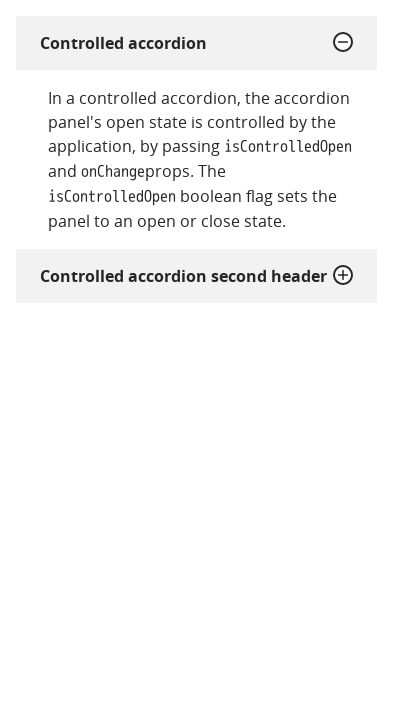 Controlled accordion
In a controlled accordion, the accordion
panel's open state is controlled by the
application, by passing isControlledOpen
and onChangeprops. The
isControlledOpen boolean flag sets the
panel to an open or close state.
Controlled accordion second header